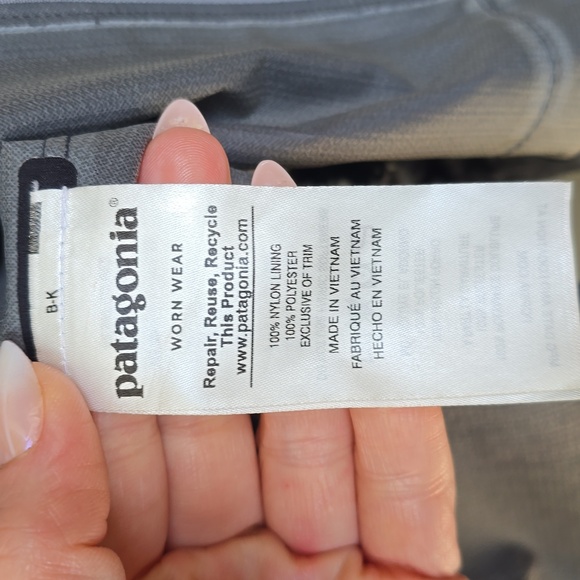 B-K
patagonia®
WORN WEAR
Repair, Reuse, Recycle
This Product
www.patagonia.com
100% NYLON LINING
100% POLYESTER
EXCLUSIVE OF TRIM
MADE IN VIETNAM
FABRIQUÉ AU VIETNAM
HECHO EN VIETNAM